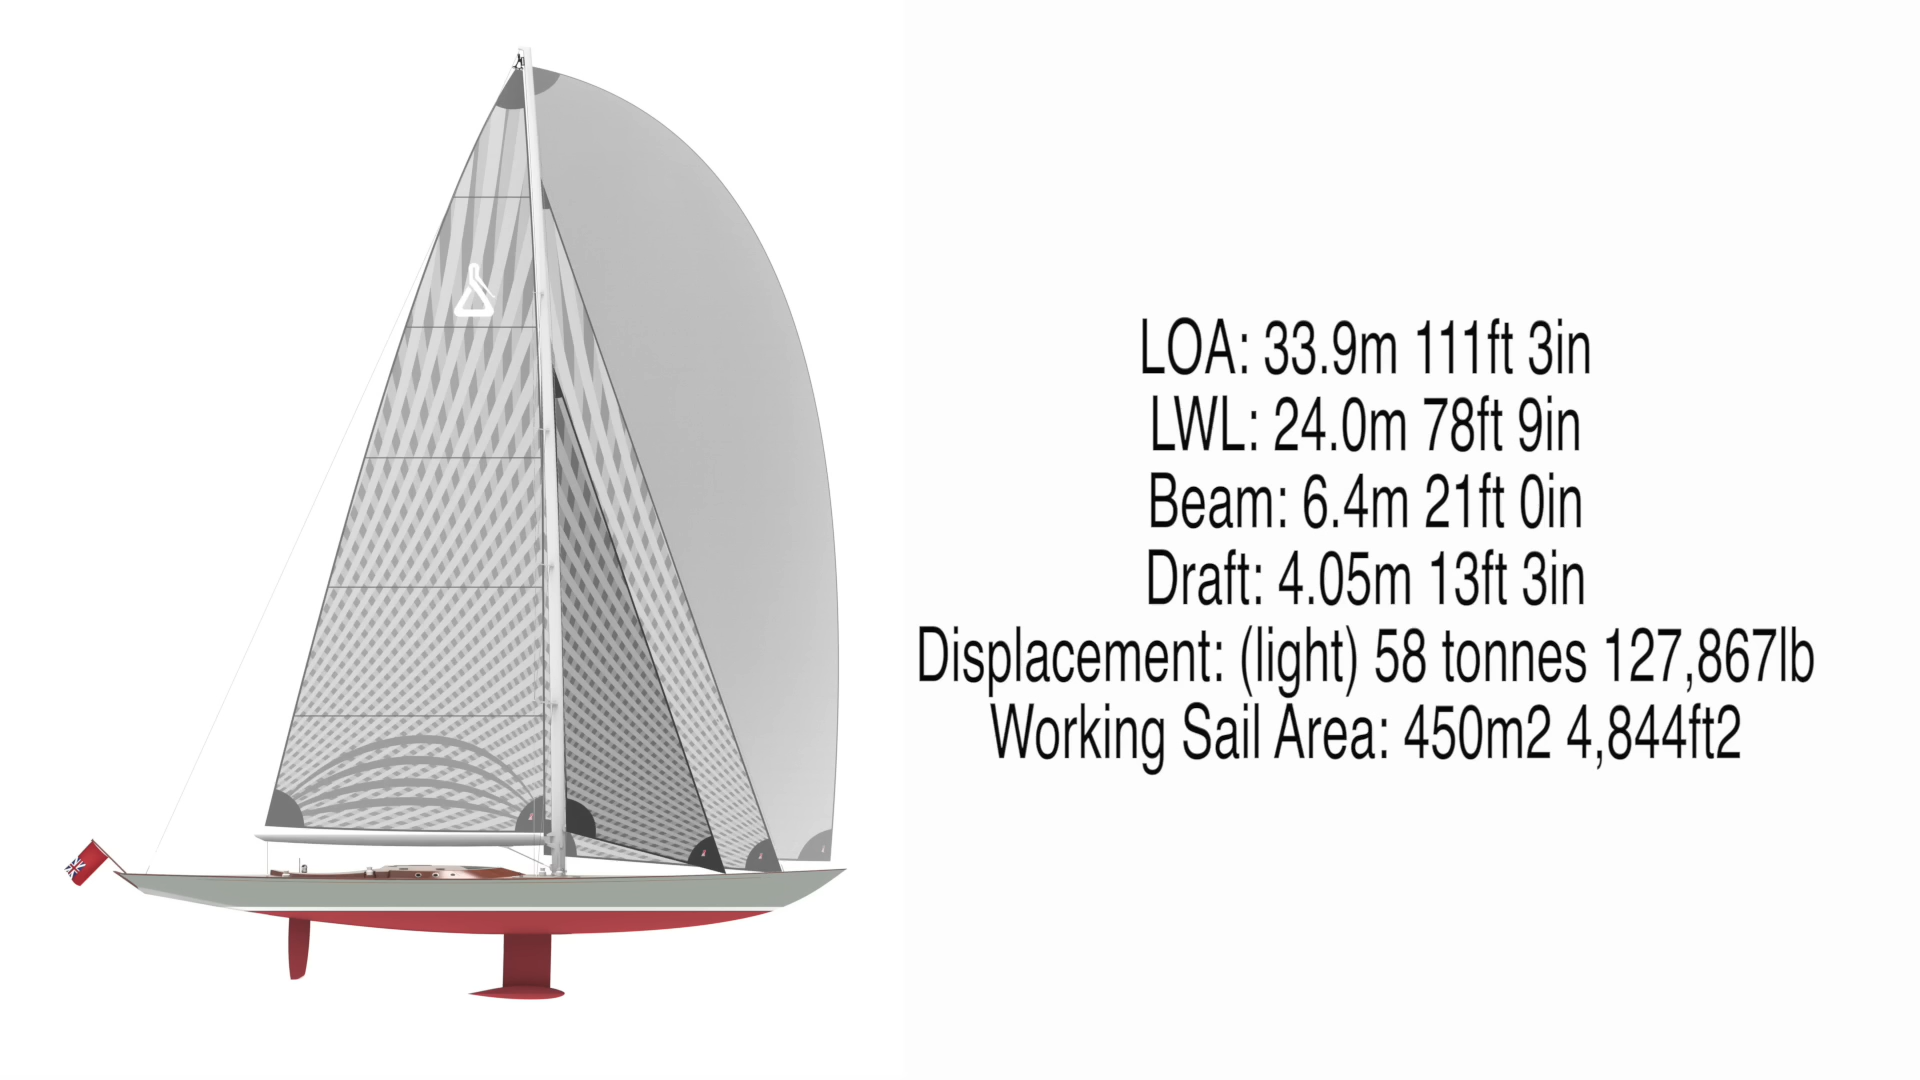 LOA: 33.9m 111ft 3in
LWL: 24.0m 78ft 9in
Beam: 6.4m 21ft 0in
Draft: 4.05m 13ft 3in
Displacement: (light) 58 tonnes 127,867lb
Working Sail Area: 450m2 4,844ft2